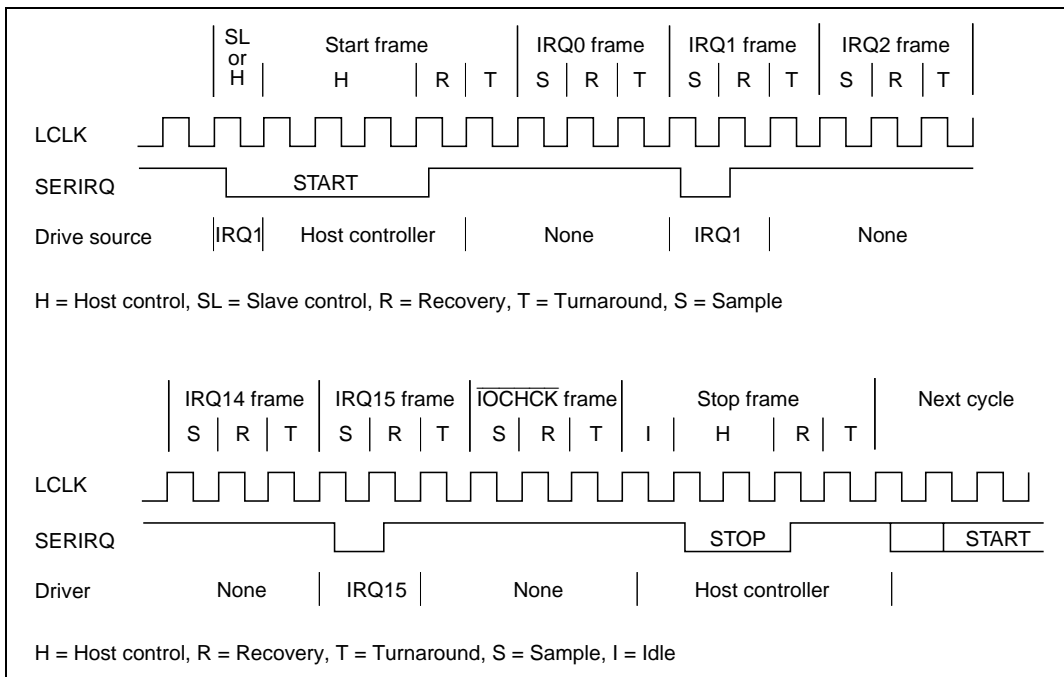 SL or H Start frame IRQ0 frame IRQ1 frame IRQ2 frame
H R T S R T S R T S R T
LCLK
SERIRQ START
Drive source IRQ1 Host controller None IRQ1 None
H = Host control, SL = Slave control, R = Recovery, T = Turnaround, S = Sample
IRQ14 frame IRQ15 frame IOCHCK frame Stop frame Next cycle
S R T S R T S R T I H R T
LCLK
SERIRQ STOP START
Driver None IRQ15 None Host controller
H = Host control, R = Recovery, T = Turnaround, S = Sample, I = Idle